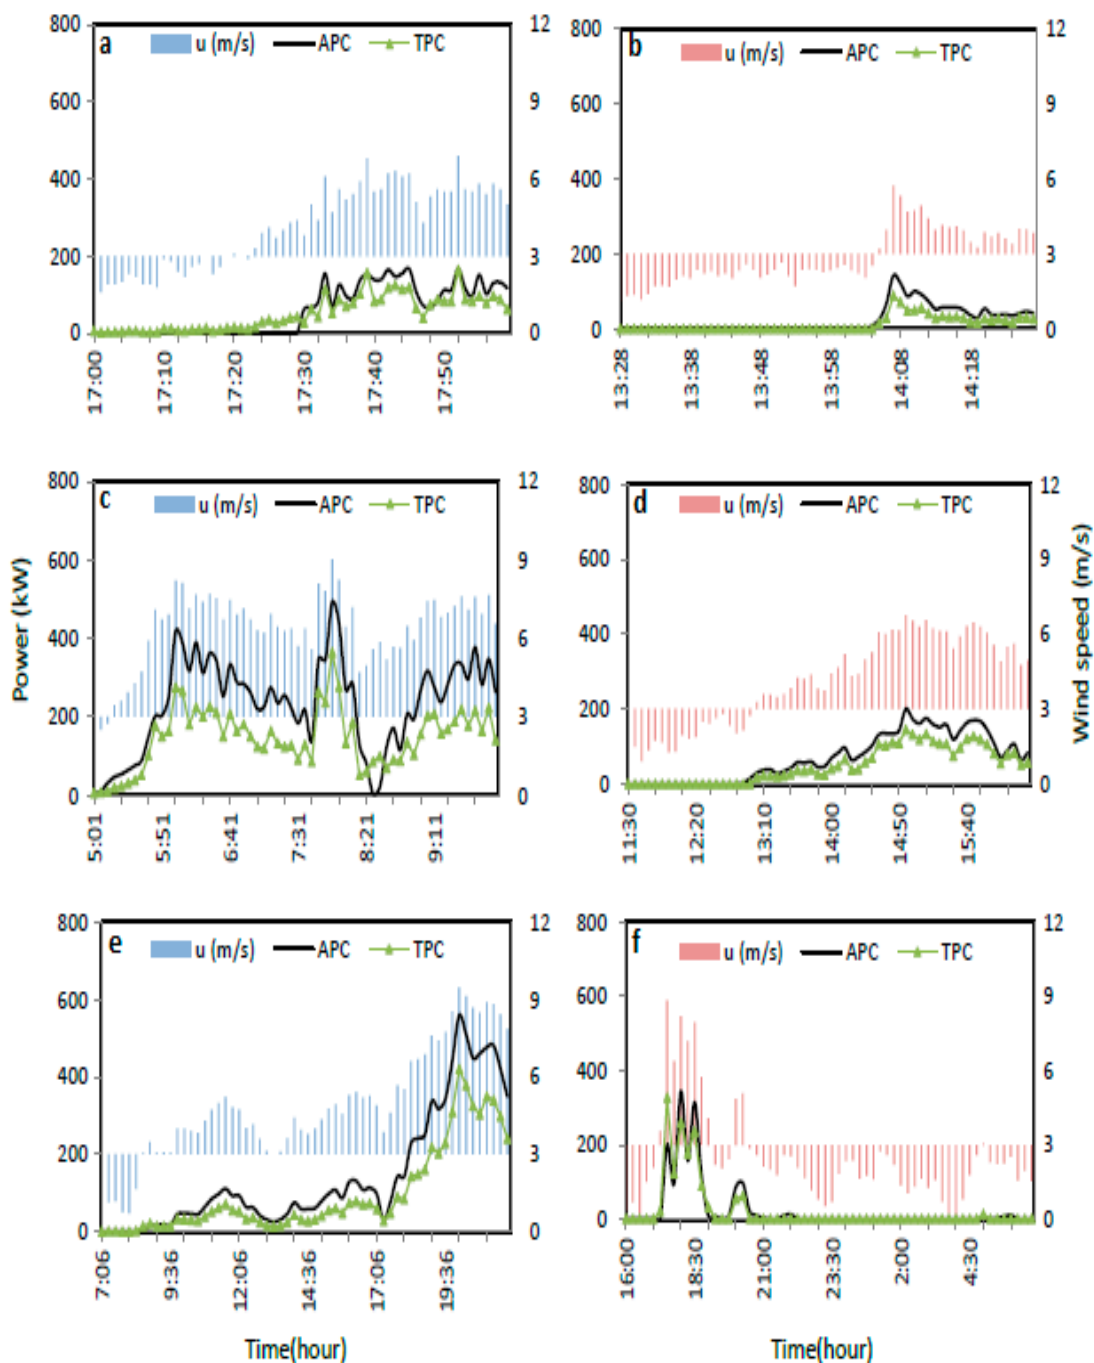 a u (m/s) APC TPC
800 12
600 9
400 6
200 3
0 0
17:00 17:10 17:20 17:30 17:40 17:50
b u (m/s) APC TPC
800 12
600 9
400 6
200 3
0 0
13:28 13:38 13:48 13:58 14:08 14:18
Power (kW)
c u (m/s) APC TPC
800 12
600 9
400 6
200 3
0 0
5:01 5:51 6:41 7:31 8:21 9:11
d u (m/s) APC TPC
800 12
600 9
400 6
200 3
0 0
11:30 12:20 13:10 14:00 14:50 15:40
Wind speed (m/s)
e u (m/s) APC TPC
800 12
600 9
400 6
200 3
0 0
7:06 9:36 12:06 14:36 17:06 19:36
Time(hour)
f u (m/s) APC TPC
800 12
600 9
400 6
200 3
0 0
16:00 18:30 21:00 23:30 2:00 4:30
Time(hour)